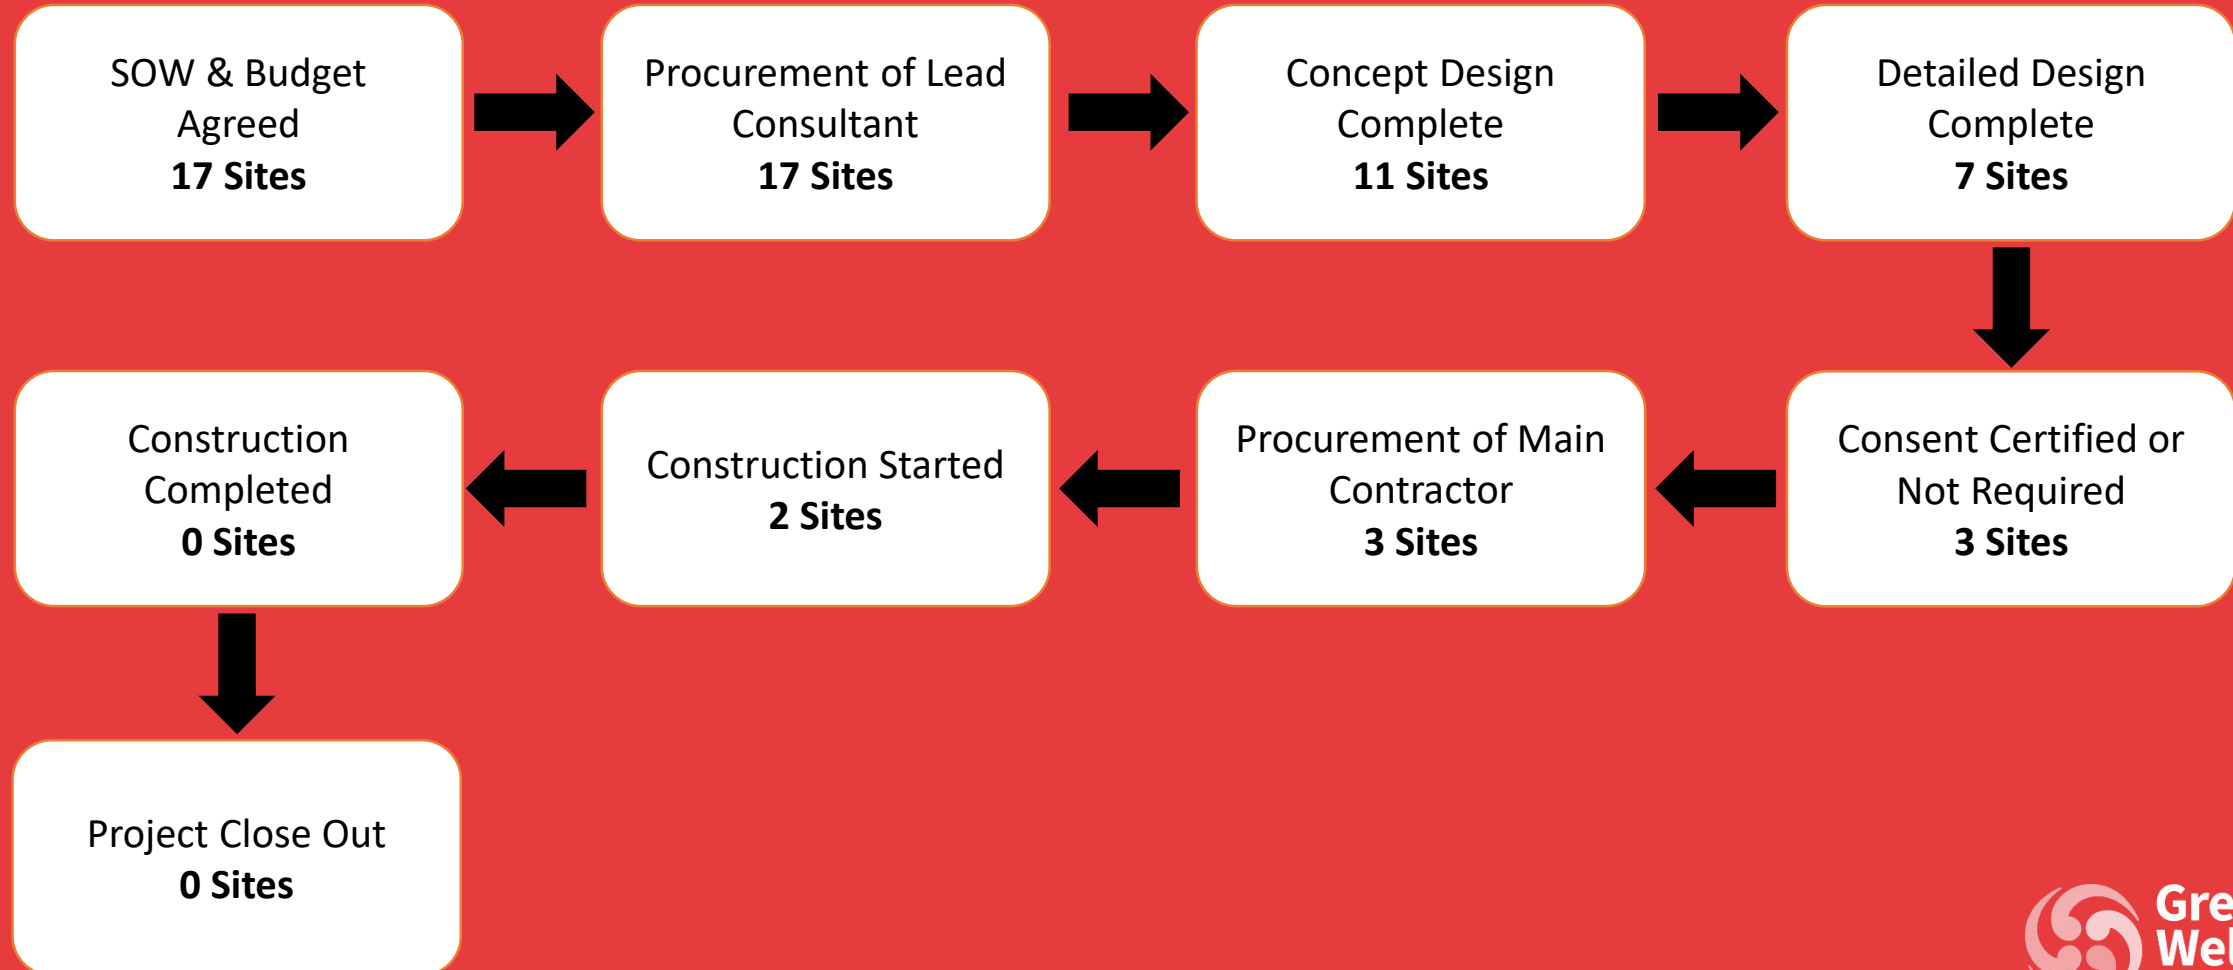 SOW & Budget
Agreed
17 Sites
Procurement of Lead
Consultant
17 Sites
Concept Design
Complete
11 Sites
Detailed Design
Complete
7 Sites
Consent Certified or
Not Required
3 Sites
Procurement of Main
Contractor
3 Sites
Construction Started
2 Sites
Construction
Completed
0 Sites
Project Close Out
0 Sites